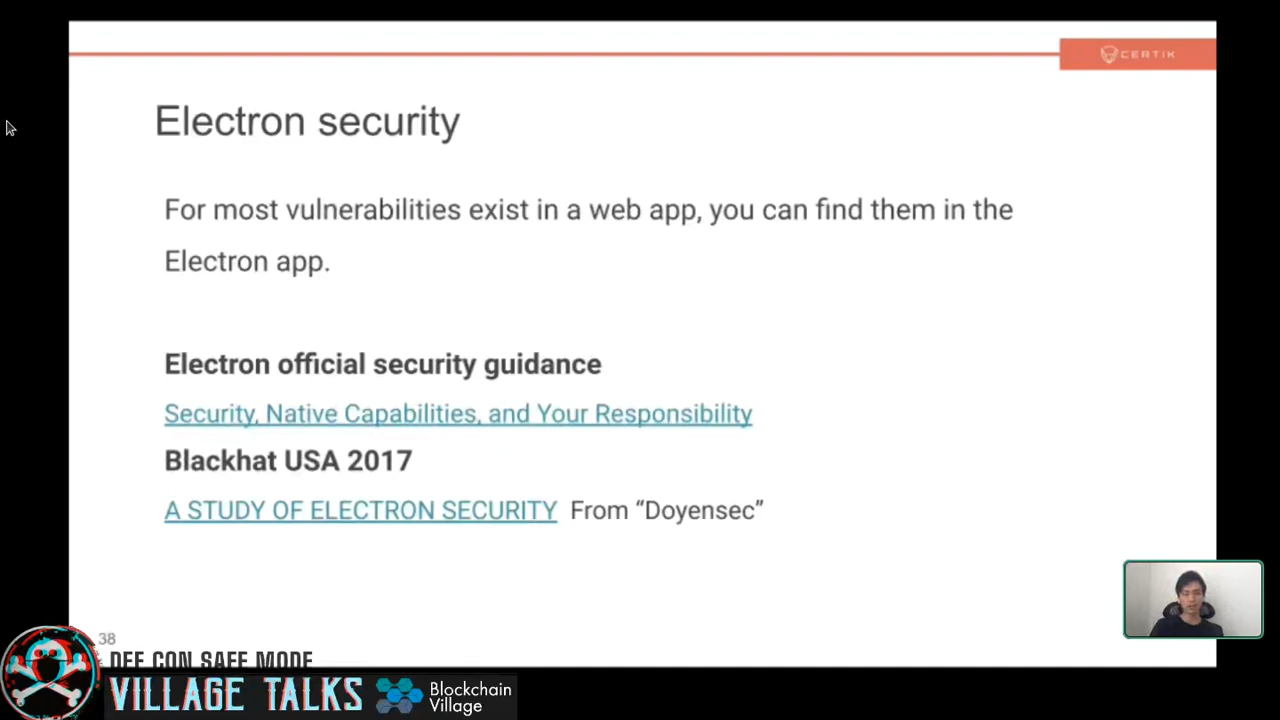 CERTIK
Electron security
For most vulnerabilities exist in a web app, you can find them in the
Electron app.
Electron official security guidance
Security, Native Capabilities, and Your Responsibility
Blackhat USA 2017
A STUDY OF ELECTRON SECURITY From “Doyensec”
38
DEF CON SAFE MODE
VILLAGE TALKS
Blockchain
Village